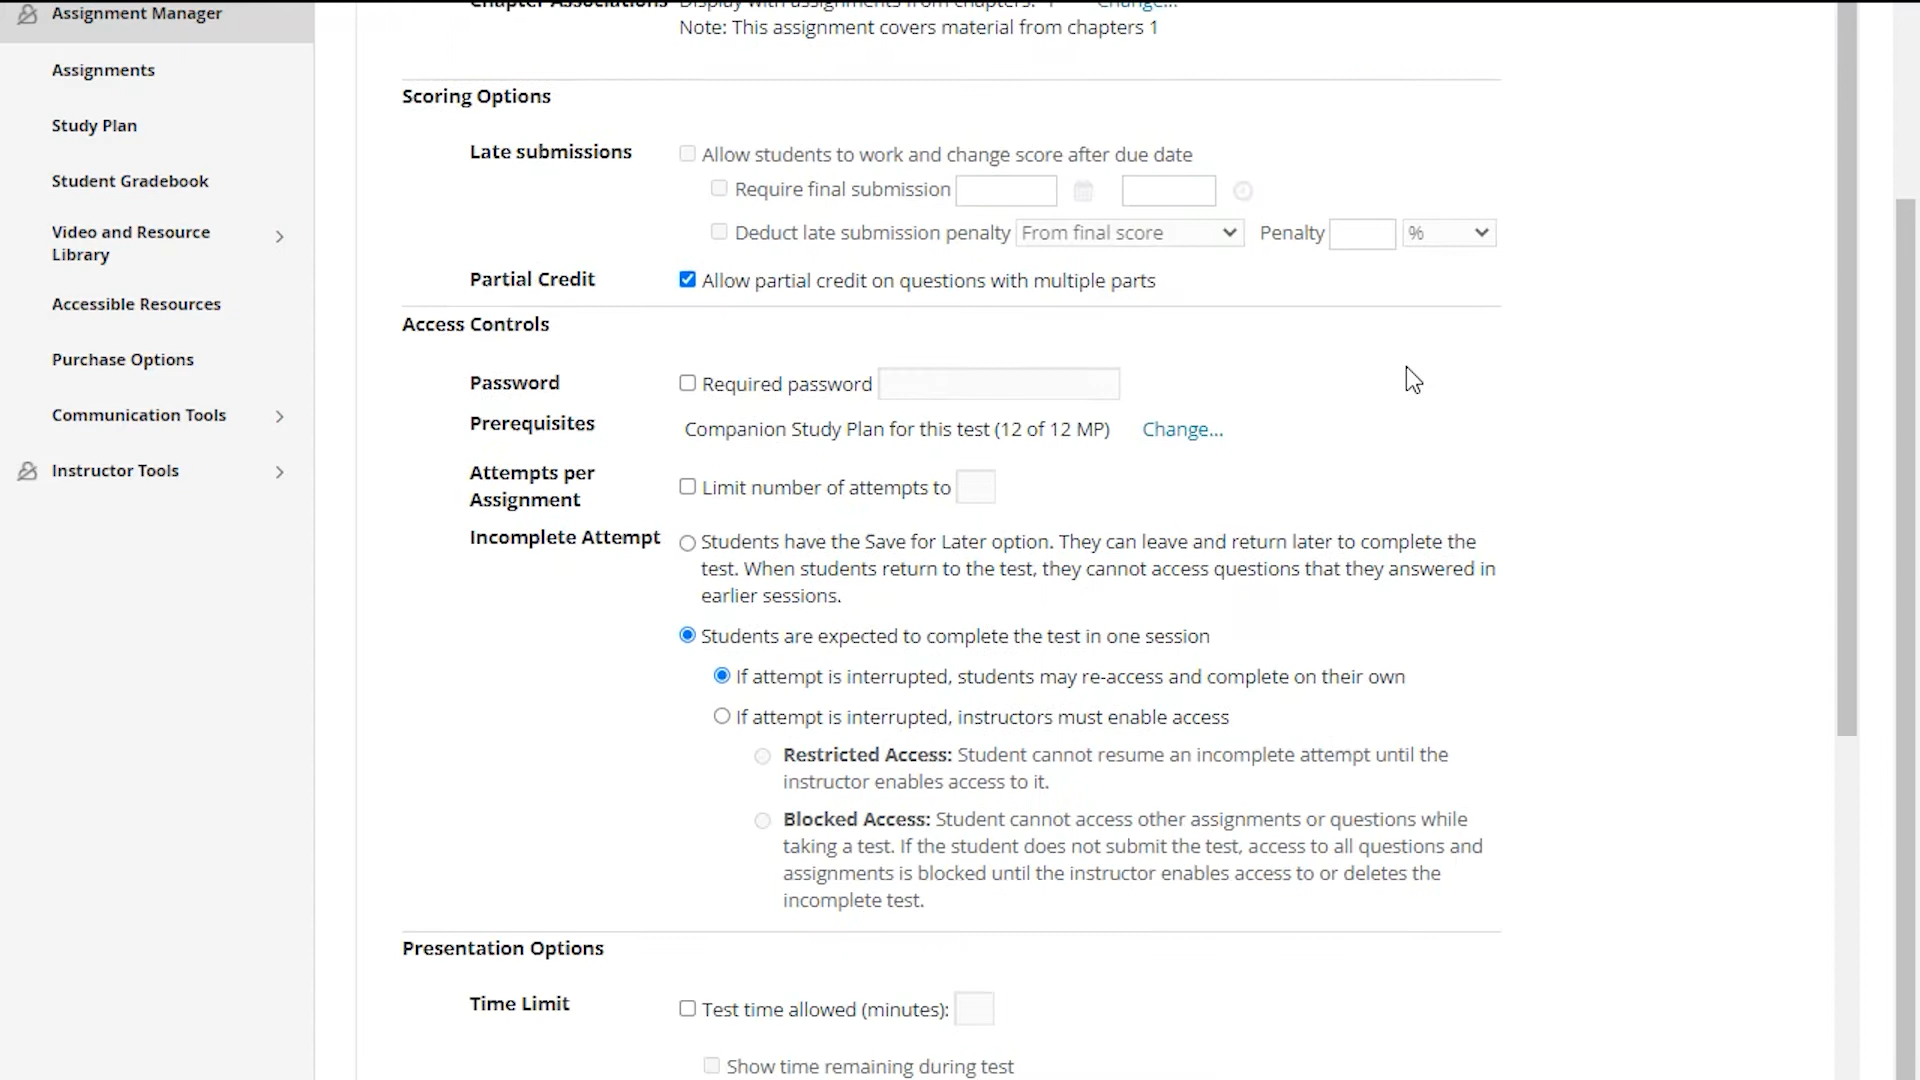 Assignment Manager
Assignments
Study Plan
Student Gradebook
Video and Resource
Library
Accessible Resources
Purchase Options
Communication Tools
Instructor Tools
Chapter Associations Display with assignments from chapters: 1 Change...
Note: This assignment covers material from chapters 1
Scoring Options
Late submissions Allow students to work and change score after due date
Require final submission
Deduct late submission penalty From final score Penalty %
Partial Credit Allow partial credit on questions with multiple parts
Access Controls
Password Required password
Prerequisites Companion Study Plan for this test (12 of 12 MP) Change...
Attempts per
Assignment
Limit number of attempts to
Incomplete Attempt Students have the Save for Later option. They can leave and return later to complete the
test. When students return to the test, they cannot access questions that they answered in
earlier sessions.
Students are expected to complete the test in one session
If attempt is interrupted, students may re-access and complete on their own
If attempt is interrupted, instructors must enable access
Restricted Access: Student cannot resume an incomplete attempt until the
instructor enables access to it.
Blocked Access: Student cannot access other assignments or questions while
taking a test. If the student does not submit the test, access to all questions and
assignments is blocked until the instructor enables access to or deletes the
incomplete test.
Presentation Options
Time Limit Test time allowed (minutes):
Show time remaining during test